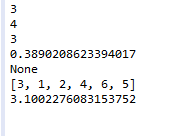 3
4
3
0.3890208623394017
None
[3, 1, 2, 4, 6, 5]
3.1002276083153752